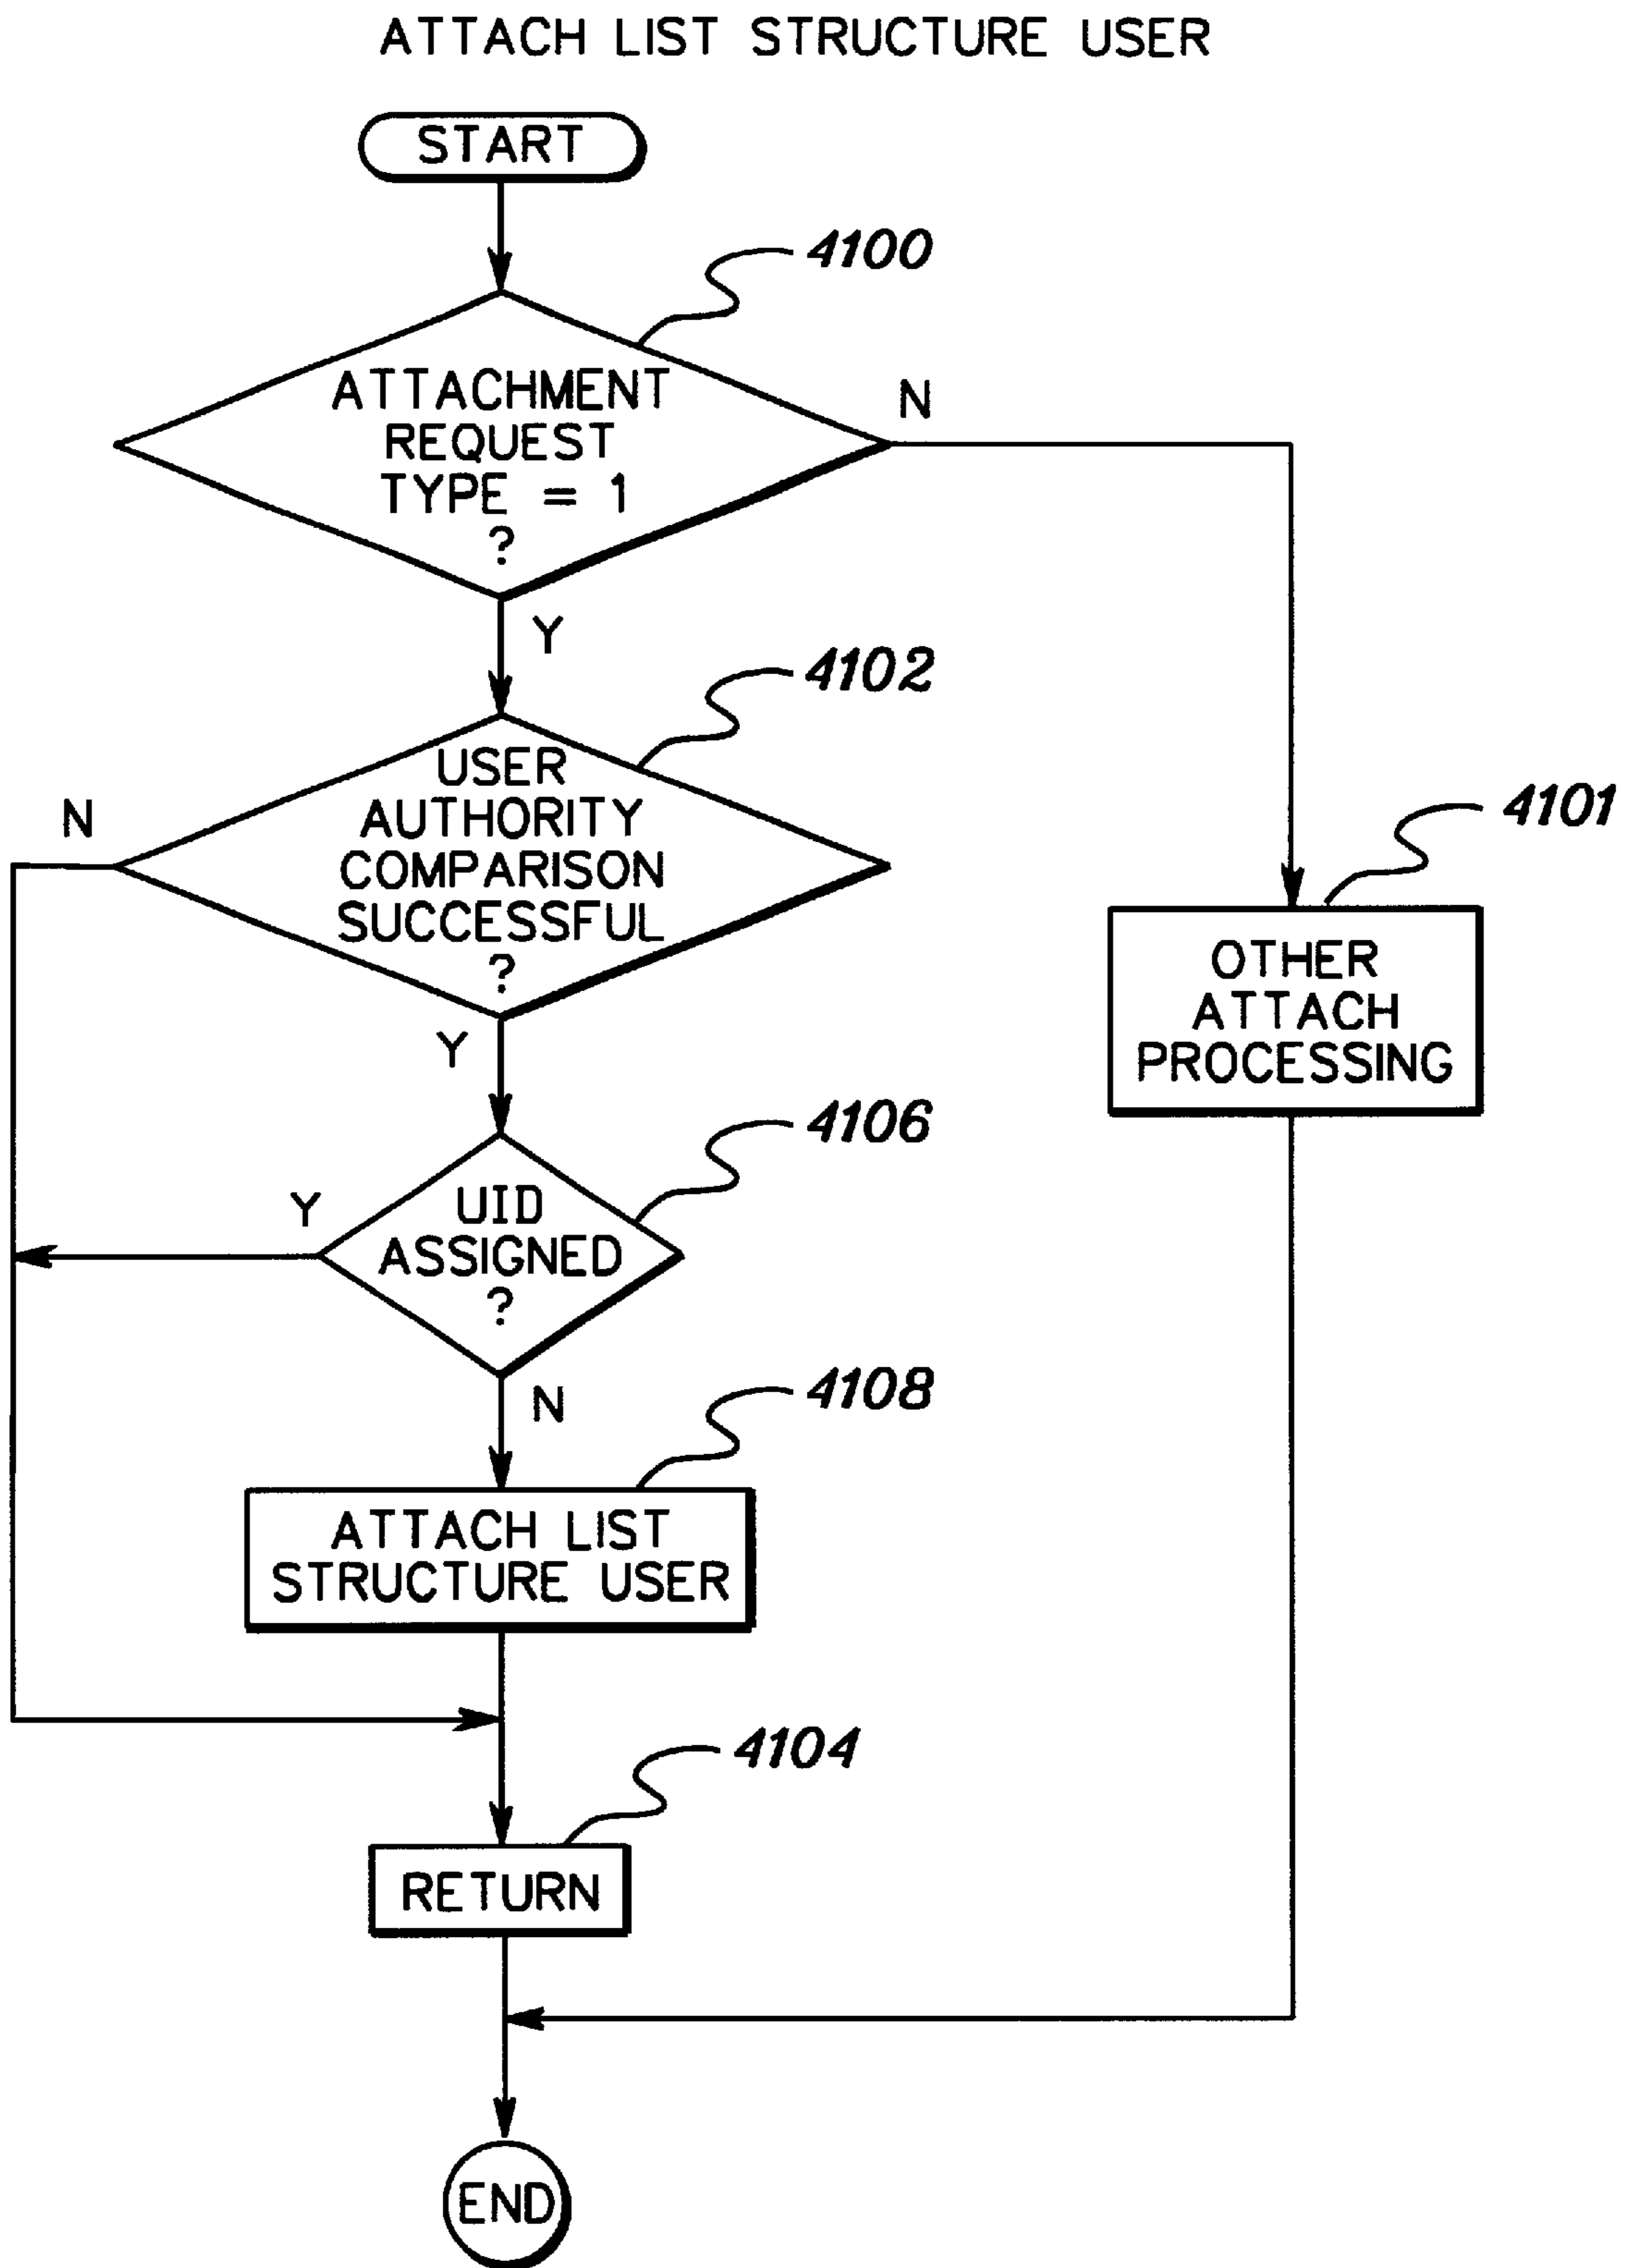 ATTACH LIST STRUCTURE USER
START
4100
ATTACHMENT
REQUEST
TYPE = 1
?
N
Y
4102
USER
AUTHORITY
COMPARISON
SUCCESSFUL
?
N
Y
4101
OTHER
ATTACH
PROCESSING
4106
UID
ASSIGNED
?
Y
N
4108
ATTACH LIST
STRUCTURE USER
4104
RETURN
END